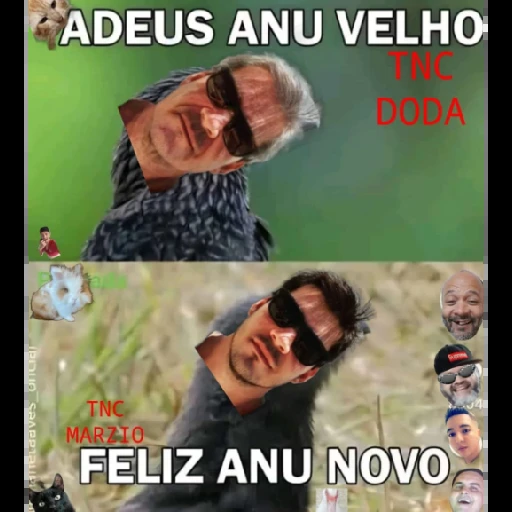 ADEUS ANU VELHO
TNC
DODA
TNC
MARZIO
FELIZ ANU NOVO